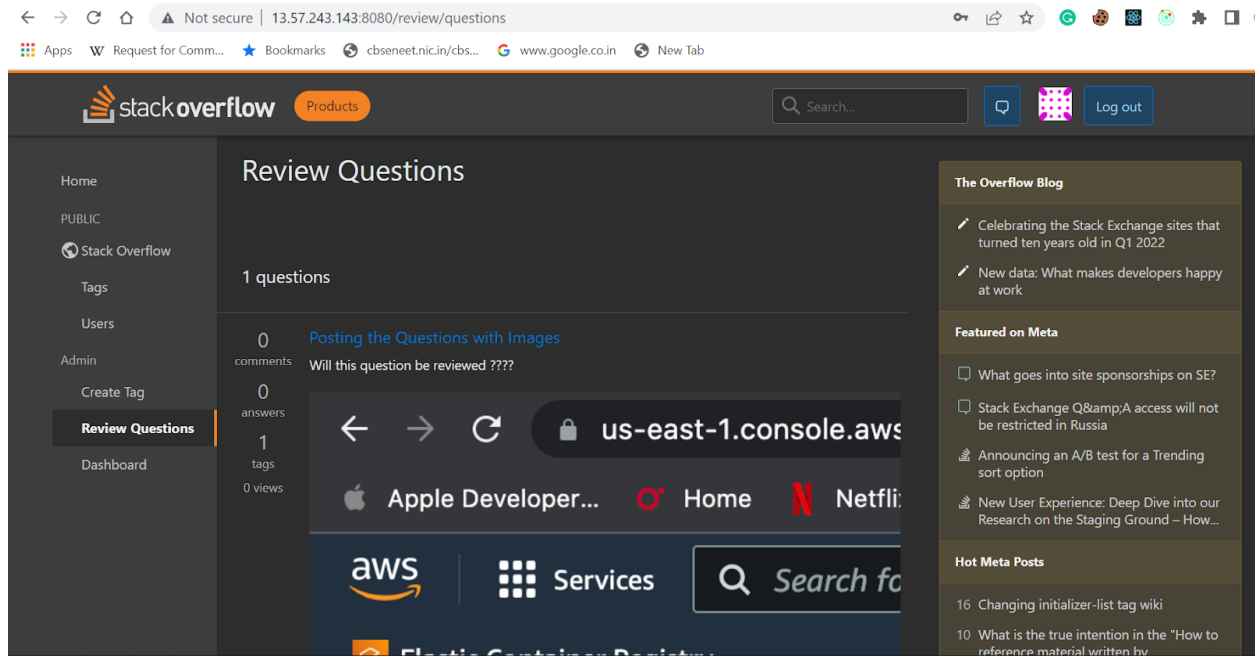 Not secure | 13.57.243.143:8080/review/questions
Apps Request for Comm... Bookmarks cbseneet.nic.in/cbs... www.google.co.in New Tab
stack overflow Products Search... Log out
Home
PUBLIC
Stack Overflow
Tags
Users
Admin
Create Tag
Review Questions
Dashboard
Review Questions
1 questions
0
comments
0
answers
1
tags
0 views
Posting the Questions with Images
Will this question be reviewed ????
us-east-1.console.aws
Apple Developer... Home Netfli
aws Services Search fo
Elastic Container Registry
The Overflow Blog
Celebrating the Stack Exchange sites that
turned ten years old in Q1 2022
New data: What makes developers happy
at work
Featured on Meta
What goes into site sponsorships on SE?
Stack Exchange Q&amp;A access will not
be restricted in Russia
Announcing an A/B test for a Trending
sort option
New User Experience: Deep Dive into our
Research on the Staging Ground – How...
Hot Meta Posts
16 Changing initializer-list tag wiki
10 What is the true intention in the "How to
reference material written by